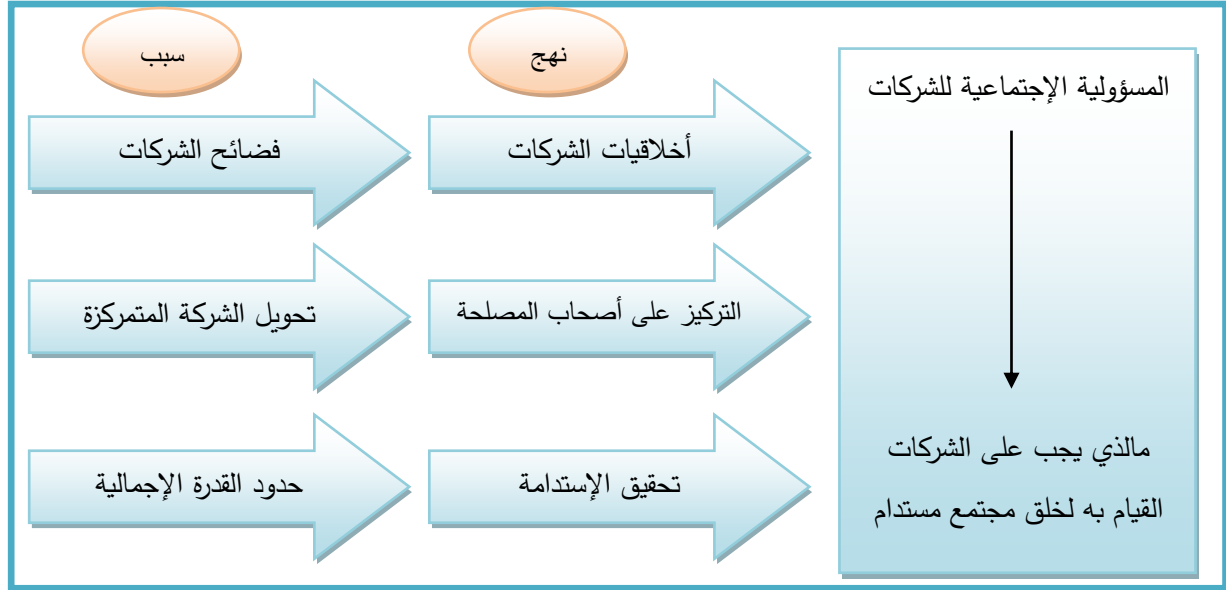 سبب
نهج
المسؤولية الإجتماعية للشركات
فضائح الشركات
أخلاقيات الشركات
تحويل الشركة المتمركزة
التركيز على أصحاب المصلحة
حدود القدرة الإجمالية
تحقيق الإستدامة
مالذي يجب على الشركات
القيام به لخلق مجتمع مستدام